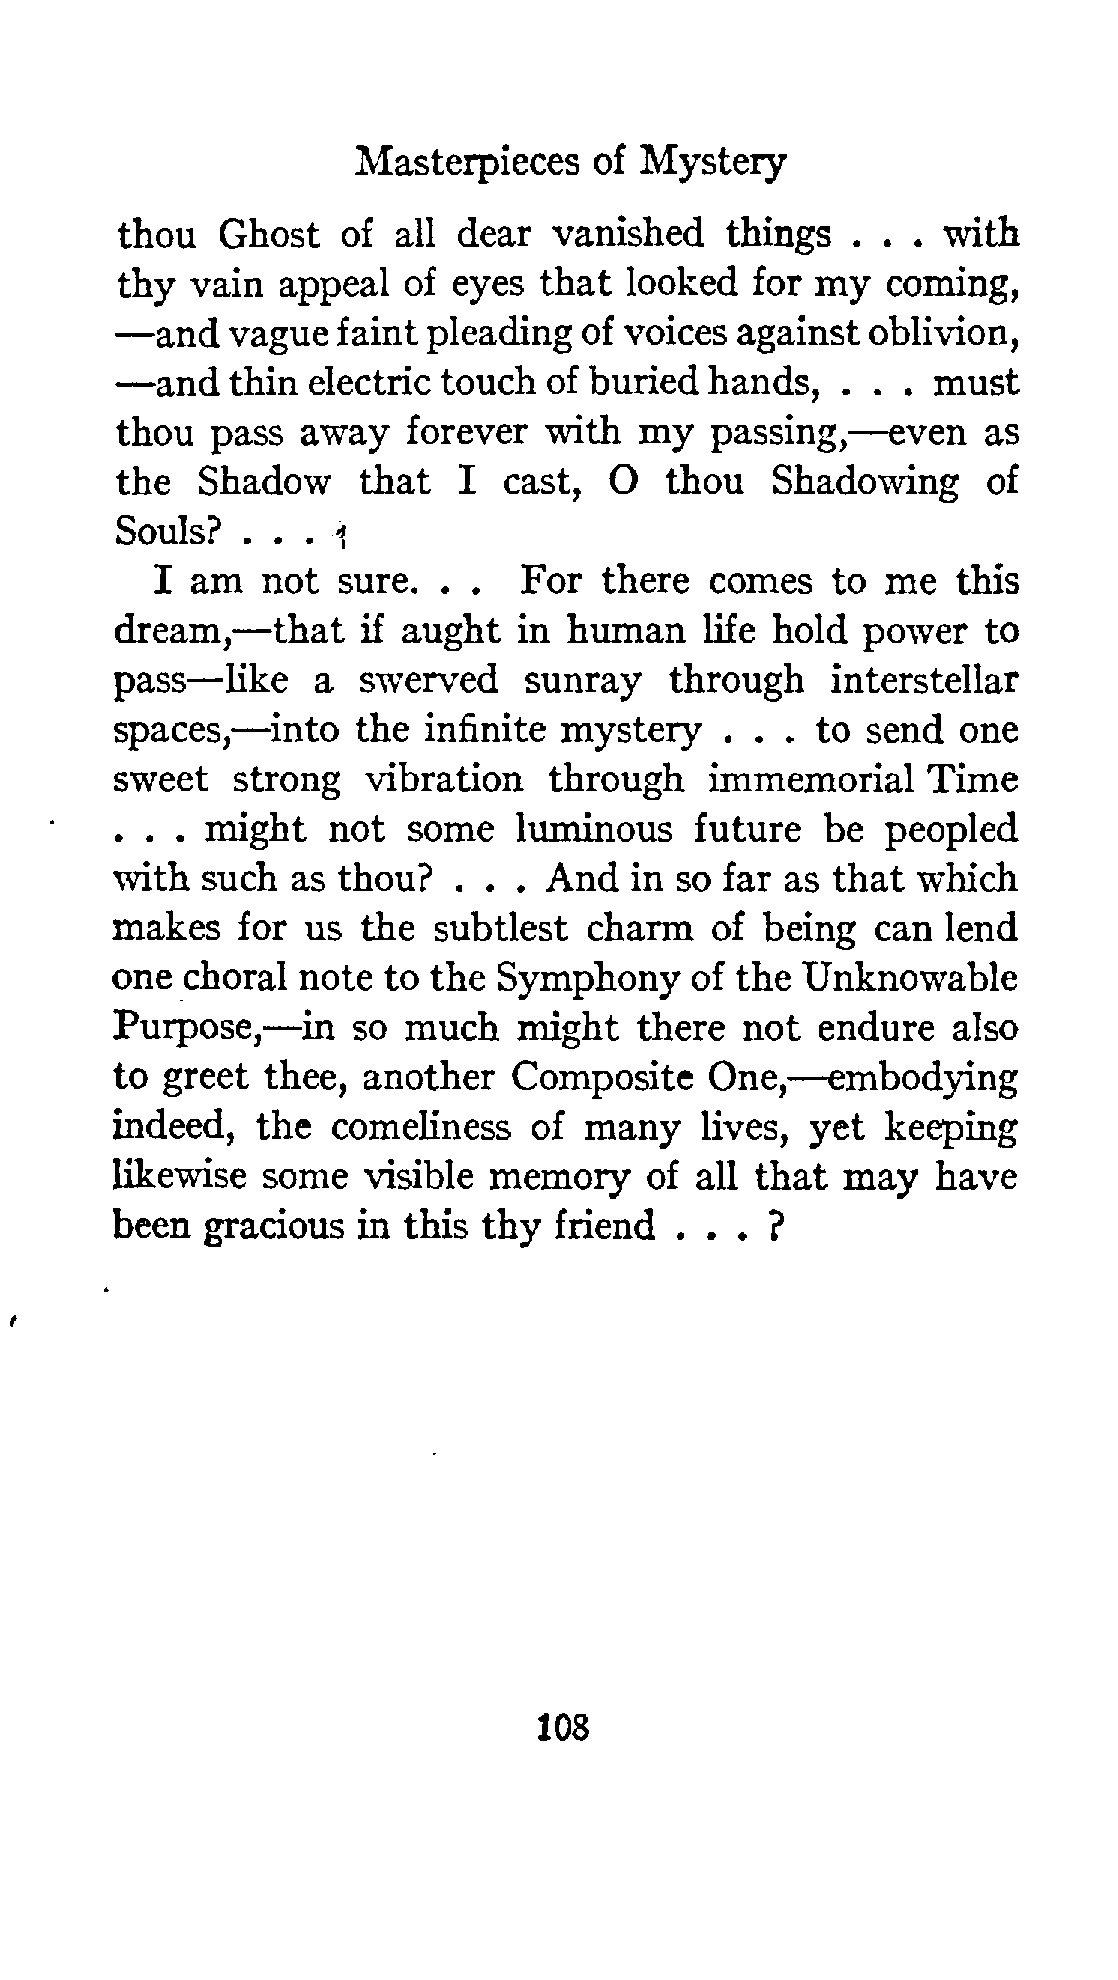 Masterpieces of Mystery
thou Ghost of all dear vanished things . . . with
thy vain appeal of eyes that looked for my coming,
—and vague faint pleading of voices against oblivion,
—and thin electric touch of buried hands, . . . must
thou pass away forever with my passing,—even as
the Shadow that I cast, O thou Shadowing of
Souls? . . .
I am not sure. . . For there comes to me this
dream,—that if aught in human life hold power to
pass—like a swerved sunray through interstellar
spaces,—into the infinite mystery . . . to send one
sweet strong vibration through immemorial Time
. . . might not some luminous future be peopled
with such as thou? . . . And in so far as that which
makes for us the subtlest charm of being can lend
one choral note to the Symphony of the Unknowable
Purpose,—in so much might there not endure also
to greet thee, another Composite One,—embodying
indeed, the comeliness of many lives, yet keeping
likewise some visible memory of all that may have
been gracious in this thy friend . . . ?
108